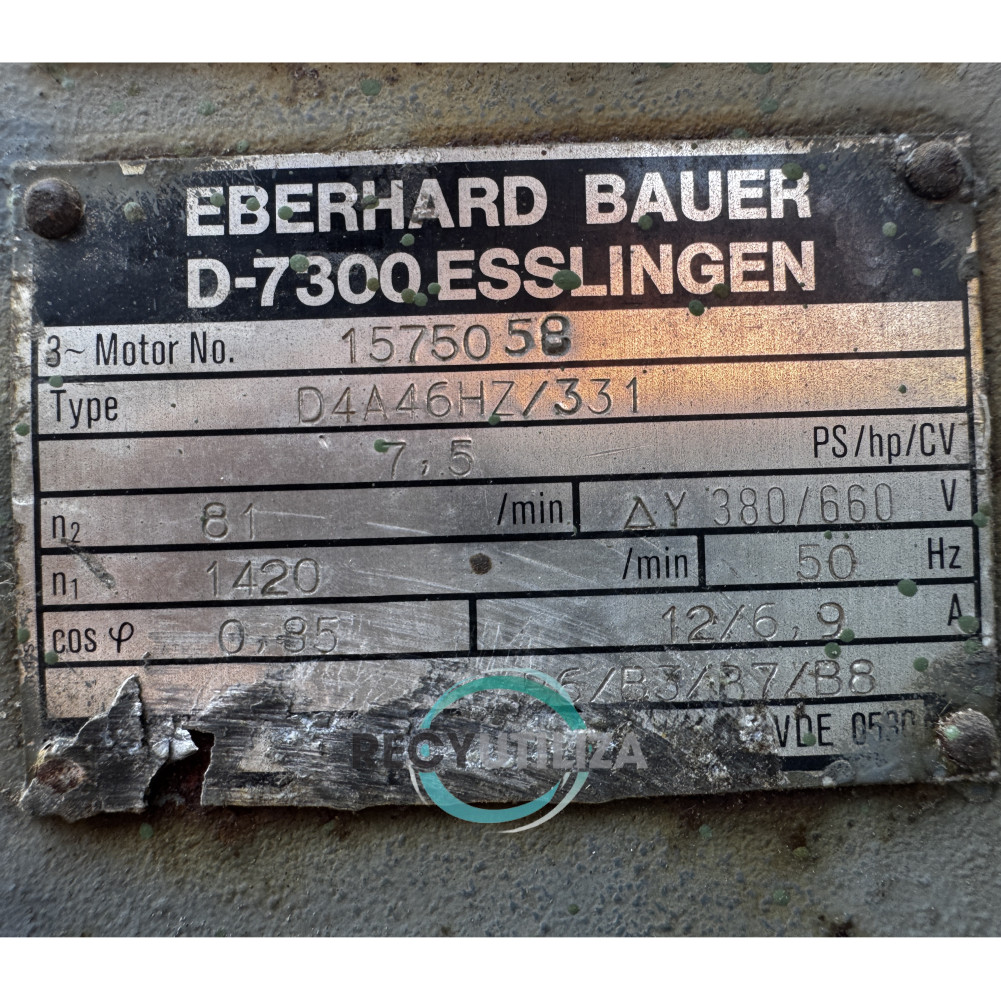 EBERHARD BAUER
D-7300 ESSLINGEN
3~ Motor No. 1575058
Type D4A46HZ/331
7,5 PS/hp/CV
n₂ 81 /min ΔY 380/660 V
n₁ 1420 /min 50 Hz
cos φ 0,85 12/6,9 A
B6/B3/B7/B8
VDE 0530
RECYUTILIZA